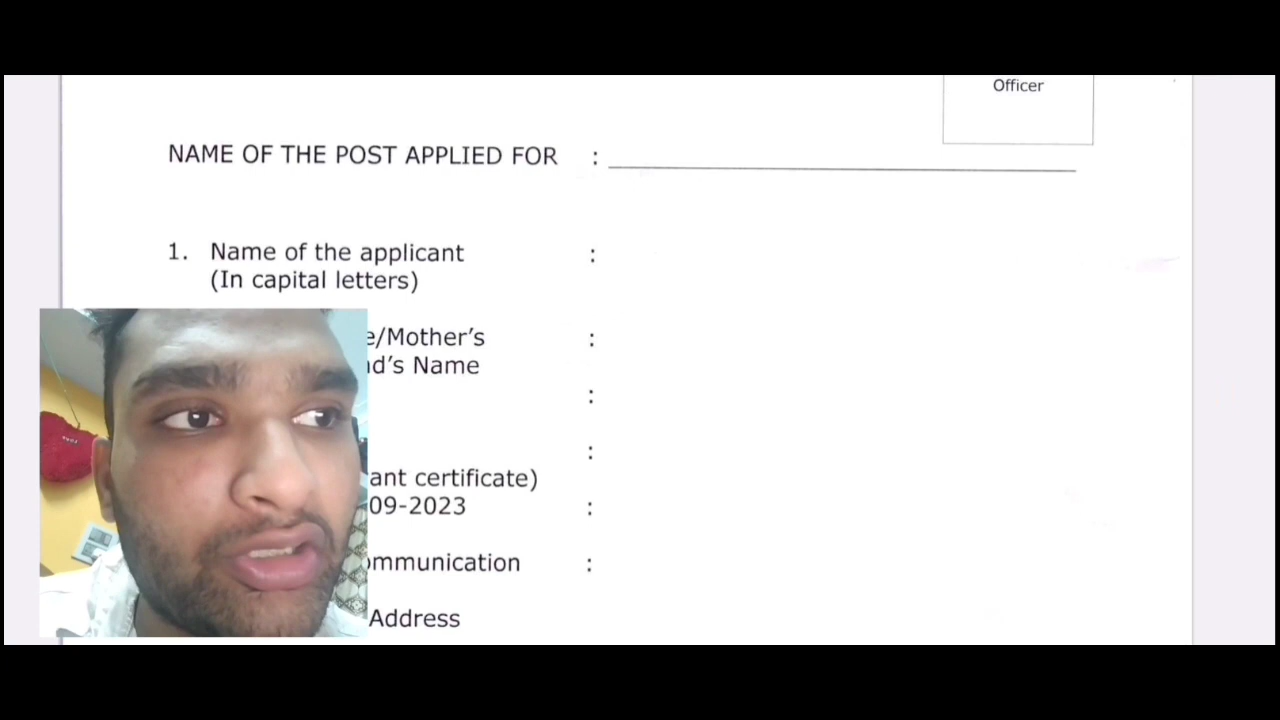 Officer
NAME OF THE POST APPLIED FOR :
1. Name of the applicant :
(In capital letters)
e/Mother's :
d's Name
:
:
ant certificate)
09-2023 :
mmunication :
Address